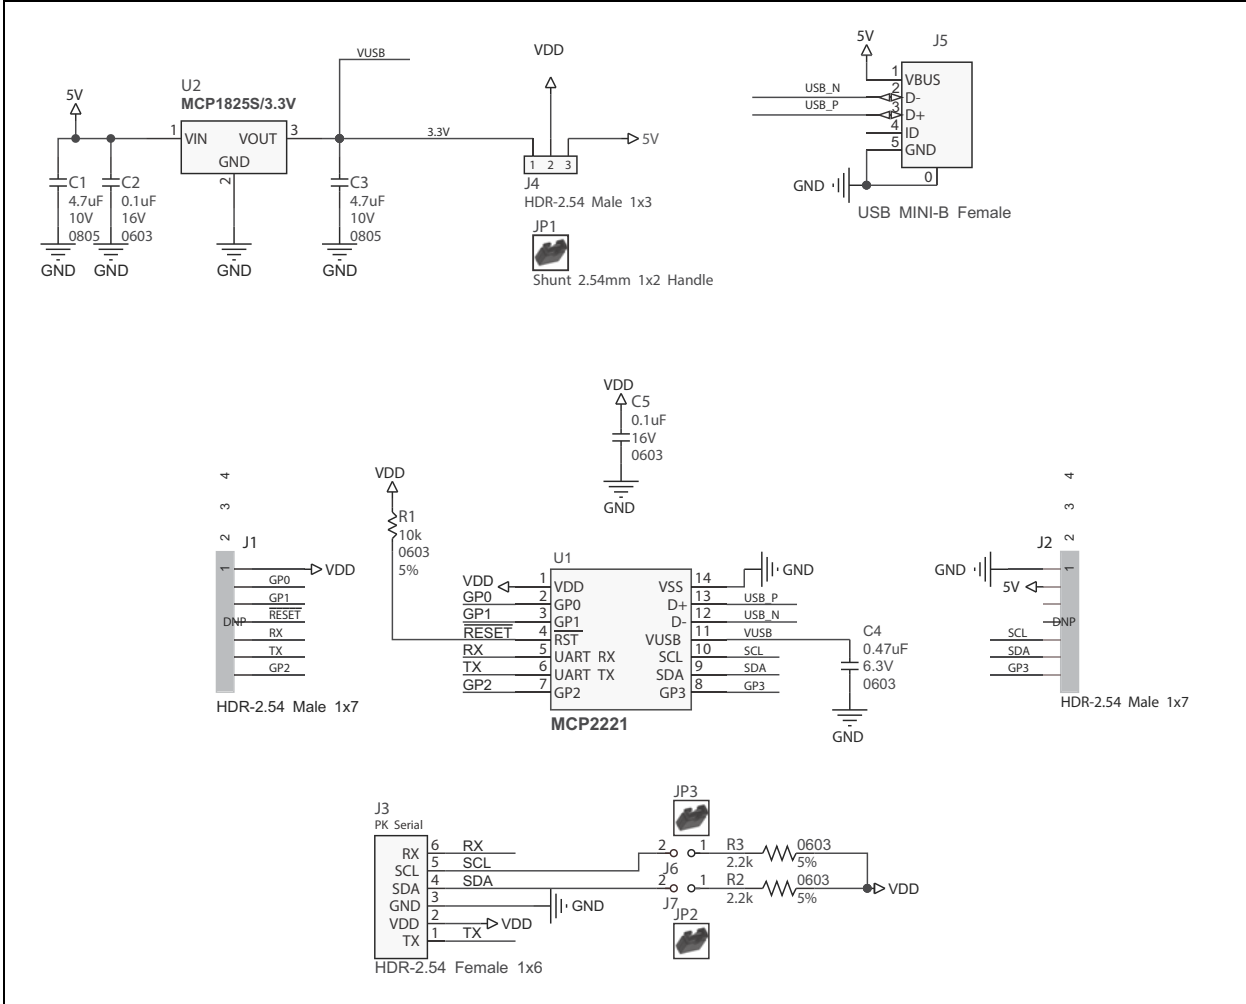 VUSB
VDD
U2
MCP1825S/3.3V
5V
1 VIN VOUT 3
GND
2
3.3V
5V
1 2 3
J4
HDR-2.54 Male 1x3
C1
4.7uF
10V
0805
C2
0.1uF
16V
0603
C3
4.7uF
10V
0805
GND GND GND GND
JP1
Shunt 2.54mm 1x2 Handle
5V
J5
1 VBUS
USB_N 2 D-
USB_P 3 D+
4 ID
5 GND
0
GND
USB MINI-B Female
VDD
C5
0.1uF
16V
0603
GND
4
3
2
1
J1
VDD
GP0
GP1
DNP RESET
RX
TX
GP2
HDR-2.54 Male 1x7
VDD
R1
10k
0603
5%
U1
VDD 1 VDD VSS 14 GND
GP0 2 GP0 D+ 13 USB_P
GP1 3 GP1 D- 12 USB_N
RESET 4 RST VUSB 11 VUSB
RX 5 UART RX SCL 10 SCL
TX 6 UART TX SDA 9 SDA
GP2 7 GP2 GP3 8 GP3
MCP2221
C4
0.47uF
6.3V
0603
GND
4
3
2
1
J2
GND
5V
DNP
SCL
SDA
GP3
HDR-2.54 Male 1x7
J3
PK Serial
RX 6 RX
SCL 5 SCL
SDA 4 SDA
GND 3 GND
VDD 2 VDD
TX 1 TX
HDR-2.54 Female 1x6
JP3
2 1 R3 0603
J6 2.2k 5%
2 1 R2 0603 VDD
J7 2.2k 5%
JP2